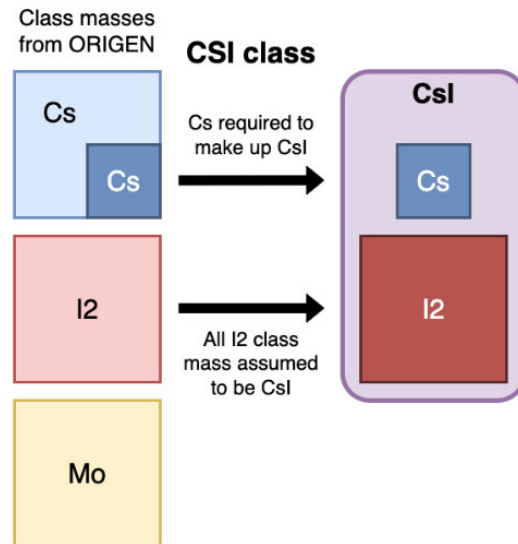 Class masses
from ORIGEN
CSI class
CsI
Cs
Cs required to
make up CsI
Cs
Cs
I2
I2
All I2 class
mass assumed
to be CsI
Mo